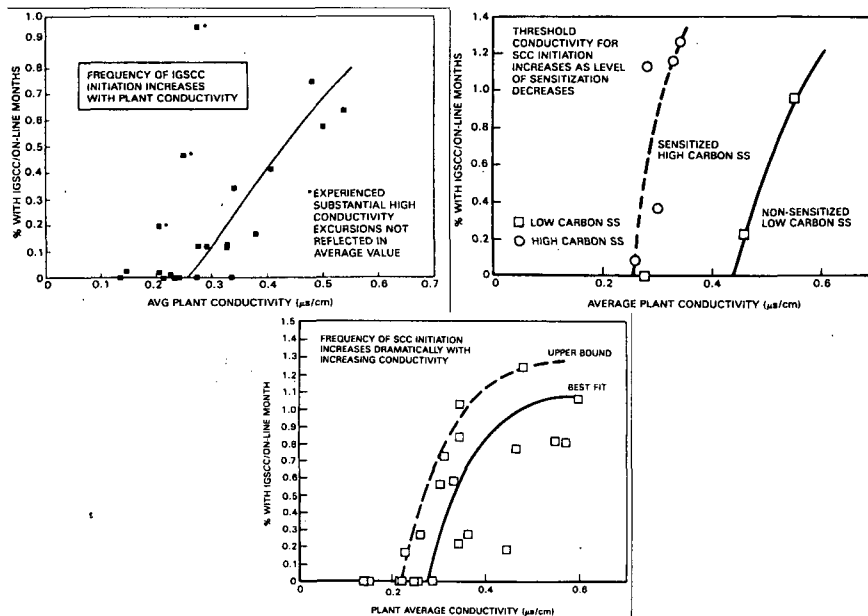 1.0
0.9
0.8
0.7
0.6
0.5
0.4
0.3
0.2
0.1
0
% WITH IGSCC/ON-LINE MONTHS
FREQUENCY OF IGSCC
INITIATION INCREASES
WITH PLANT CONDUCTIVITY
*
*
*
*EXPERIENCED
SUBSTANTIAL HIGH
CONDUCTIVITY
EXCURSIONS NOT
REFLECTED IN
AVERAGE VALUE
0.1
0.2
0.3
0.4
0.5
0.6
0.7
AVG PLANT CONDUCTIVITY (μs/cm)
1.4
1.2
1.0
0.8
0.6
0.4
0.2
0
% WITH IGSCC/ON-LINE MONTHS
THRESHOLD
CONDUCTIVITY FOR
SCC INITIATION
INCREASES AS LEVEL
OF SENSITIZATION
DECREASES
SENSITIZED
HIGH CARBON SS
LOW CARBON SS
HIGH CARBON SS
NON-SENSITIZED
LOW CARBON SS
0
0.2
0.4
0.6
AVERAGE PLANT CONDUCTIVITY (μs/cm)
1.5
1.4
1.3
1.2
1.1
1.0
0.9
0.8
0.7
0.6
0.5
0.4
0.3
0.2
0.1
0
% WITH IGSCC/ON-LINE MONTH
FREQUENCY OF SCC INITIATION
INCREASES DRAMATICALLY WITH
INCREASING CONDUCTIVITY
UPPER BOUND
BEST FIT
0
0.2
0.4
0.6
PLANT AVERAGE CONDUCTIVITY (μs/cm)